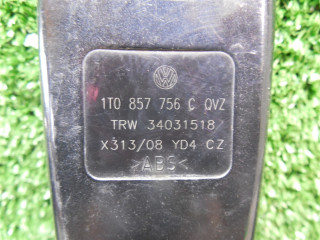 1T0 857 756 C QVZ
TRW 34031518
X313/08 YD4 CZ
>ABS<